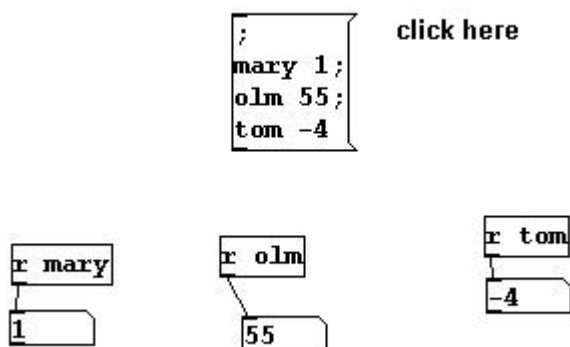 ;
click here
mary 1;
olm 55;
tom -4
r mary
r olm
r tom
1
55
-4